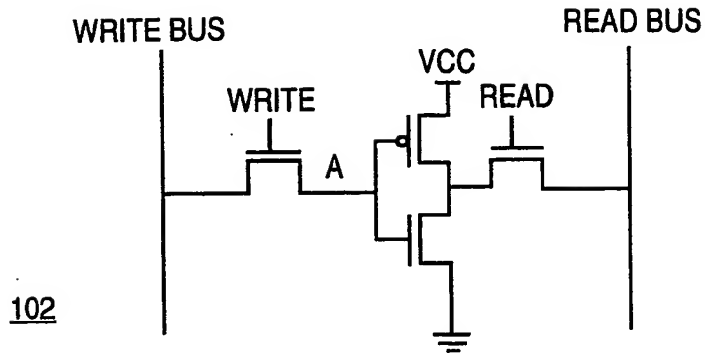 WRITE BUS
READ BUS
VCC
WRITE
READ
A
102